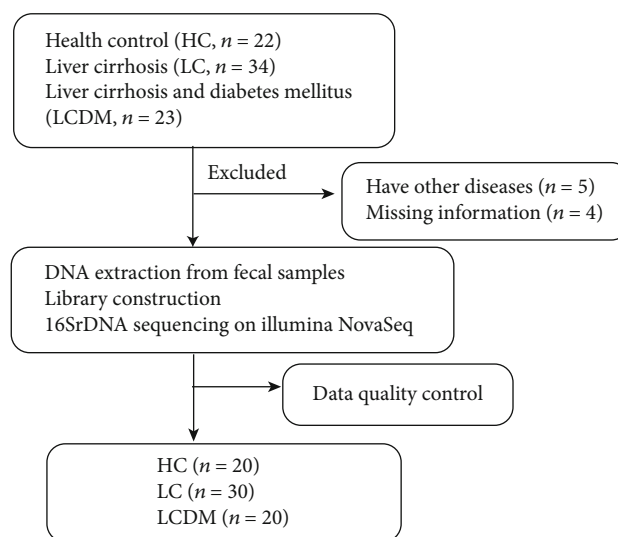 Health control (HC, n = 22)
Liver cirrhosis (LC, n = 34)
Liver cirrhosis and diabetes mellitus
(LCDM, n = 23)
Excluded
Have other diseases (n = 5)
Missing information (n = 4)
DNA extraction from fecal samples
Library construction
16SrDNA sequencing on illumina NovaSeq
Data quality control
HC (n = 20)
LC (n = 30)
LCDM (n = 20)